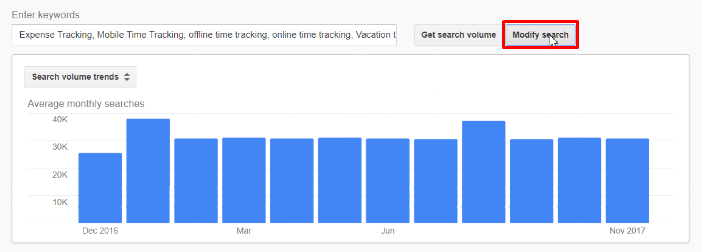 Enter keywords
Expense Tracking, Mobile Time Tracking, offline time tracking, online time tracking, Vacation t
Get search volume
Modify search
Search volume trends
Average monthly searches
40K
30K
20K
10K
Dec 2016 Mar Jun Nov 2017